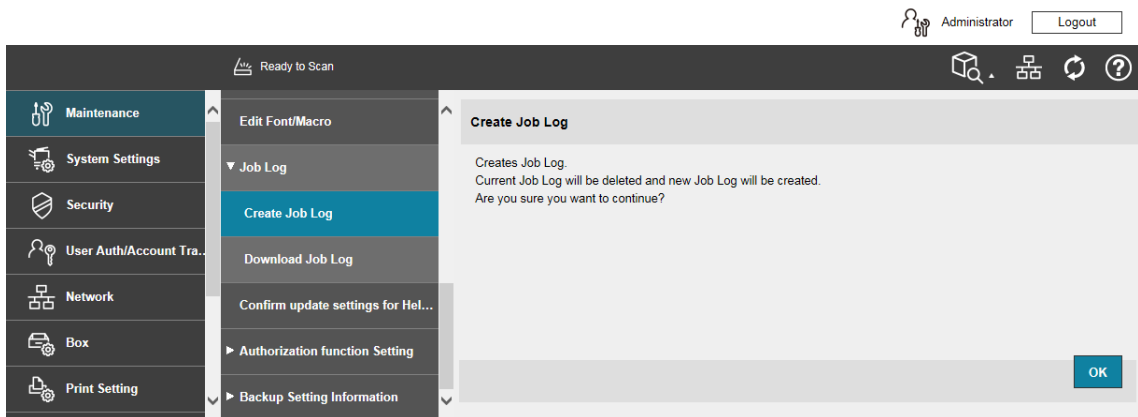 Administrator
Logout
Ready to Scan
Maintenance
System Settings
Security
User Auth/Account Tra...
Network
Box
Print Setting
Edit Font/Macro
Job Log
Create Job Log
Download Job Log
Confirm update settings for Hel...
Authorization function Setting
Backup Setting Information
Create Job Log
Creates Job Log.
Current Job Log will be deleted and new Job Log will be created.
Are you sure you want to continue?
OK